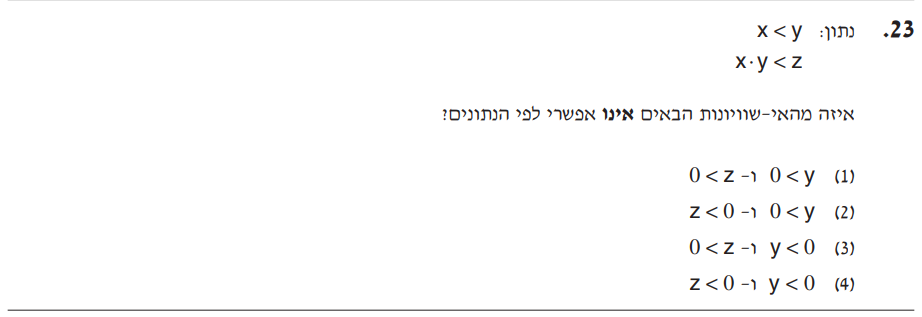 23. נתון: x < y
x · y < z
איזה מהאי-שוויונות הבאים אינו אפשרי לפי הנתונים?
(1) 0 < y ו- 0 < z
(2) 0 < y ו- z < 0
(3) y < 0 ו- 0 < z
(4) y < 0 ו- z < 0